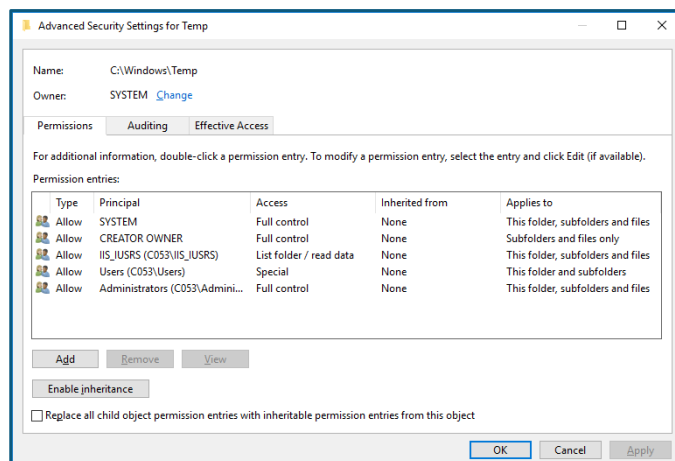 Advanced Security Settings for Temp
Name: C:\Windows\Temp
Owner: SYSTEM Change
Permissions Auditing Effective Access
For additional information, double-click a permission entry. To modify a permission entry, select the entry and click Edit (if available).
Permission entries:
Type Principal Access Inherited from Applies to
Allow SYSTEM Full control None This folder, subfolders and files
Allow CREATOR OWNER Full control None Subfolders and files only
Allow IIS_IUSRS (C053\IIS_IUSRS) List folder / read data None This folder, subfolders and files
Allow Users (C053\Users) Special None This folder and subfolders
Allow Administrators (C053\Admini... Full control None This folder, subfolders and files
Add Remove View
Enable inheritance
Replace all child object permission entries with inheritable permission entries from this object
OK Cancel Apply